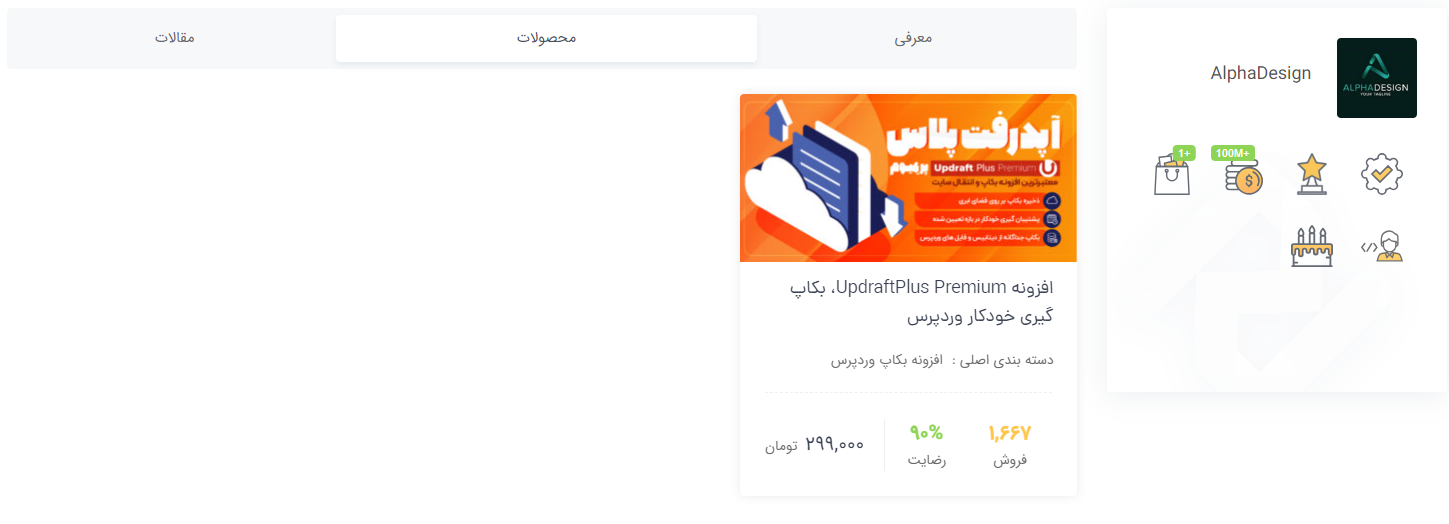 معرفی
محصولات
مقالات
AlphaDesign
ALPHADESIGN
YOUR TAGLINE
100M+
1+
آپدرفت پلاس
Updraft Plus Premium پریمیوم
معتبرترین افزونه بکاپ و انتقال سایت
ذخیره بکاپ بر روی فضای ابری
پشتیبان گیری خودکار در بازه تعیین شده
بکاپ جداگانه از دیتابیس و فایل های وردپرس
افزونه UpdraftPlus Premium، بکاپ
گیری خودکار وردپرس
دسته بندی اصلی : افزونه بکاپ وردپرس
۱,۶۶۷
فروش
۹۰%
رضایت
۲۹۹,۰۰۰ تومان